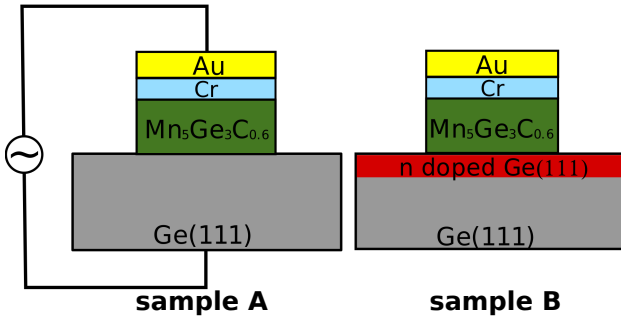 Au
Cr
Mn₅Ge₃C₀.₆
Ge(111)
sample A
Au
Cr
Mn₅Ge₃C₀.₆
n doped Ge(111)
Ge(111)
sample B